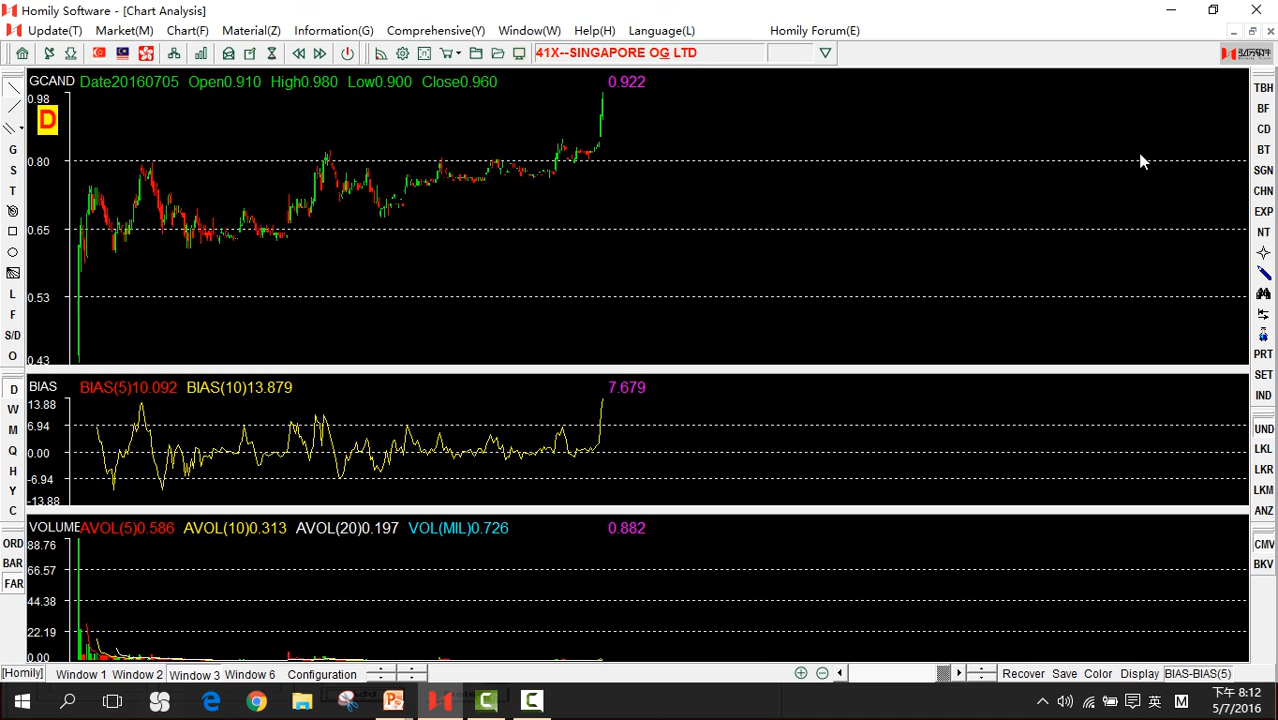 Homily Software - [Chart Analysis]
Update(T) Market(M) Chart(F) Material(Z) Information(G) Comprehensive(Y) Window(W) Help(H) Language(L) Homily Forum(E)
41X--SINGAPORE OG LTD
GCAND Date20160705 Open0.910 High0.980 Low0.900 Close0.960 0.922
0.98
D
0.80
0.65
0.53
0.43
BIAS BIAS(5)10.092 BIAS(10)13.879 7.679
13.88
6.94
0.00
-6.94
-13.88
VOLUME AVOL(5)0.586 AVOL(10)0.313 AVOL(20)0.197 VOL(MIL)0.726 0.882
88.76
66.57
44.38
22.19
0.00
G
S
T
L
F
S/D
O
D
W
M
Q
H
Y
C
ORD
BAR
FAR
TBH
BF
CD
BT
SGN
CHN
EXP
NT
PRT
SET
IND
UND
LKL
LKR
LKM
ANZ
CMV
BKV
[Homily] Window 1 Window 2 Window 3 Window 6 Configuration Recover Save Color Display BIAS-BIAS(5)
英 M 下午 8:12
5/7/2016